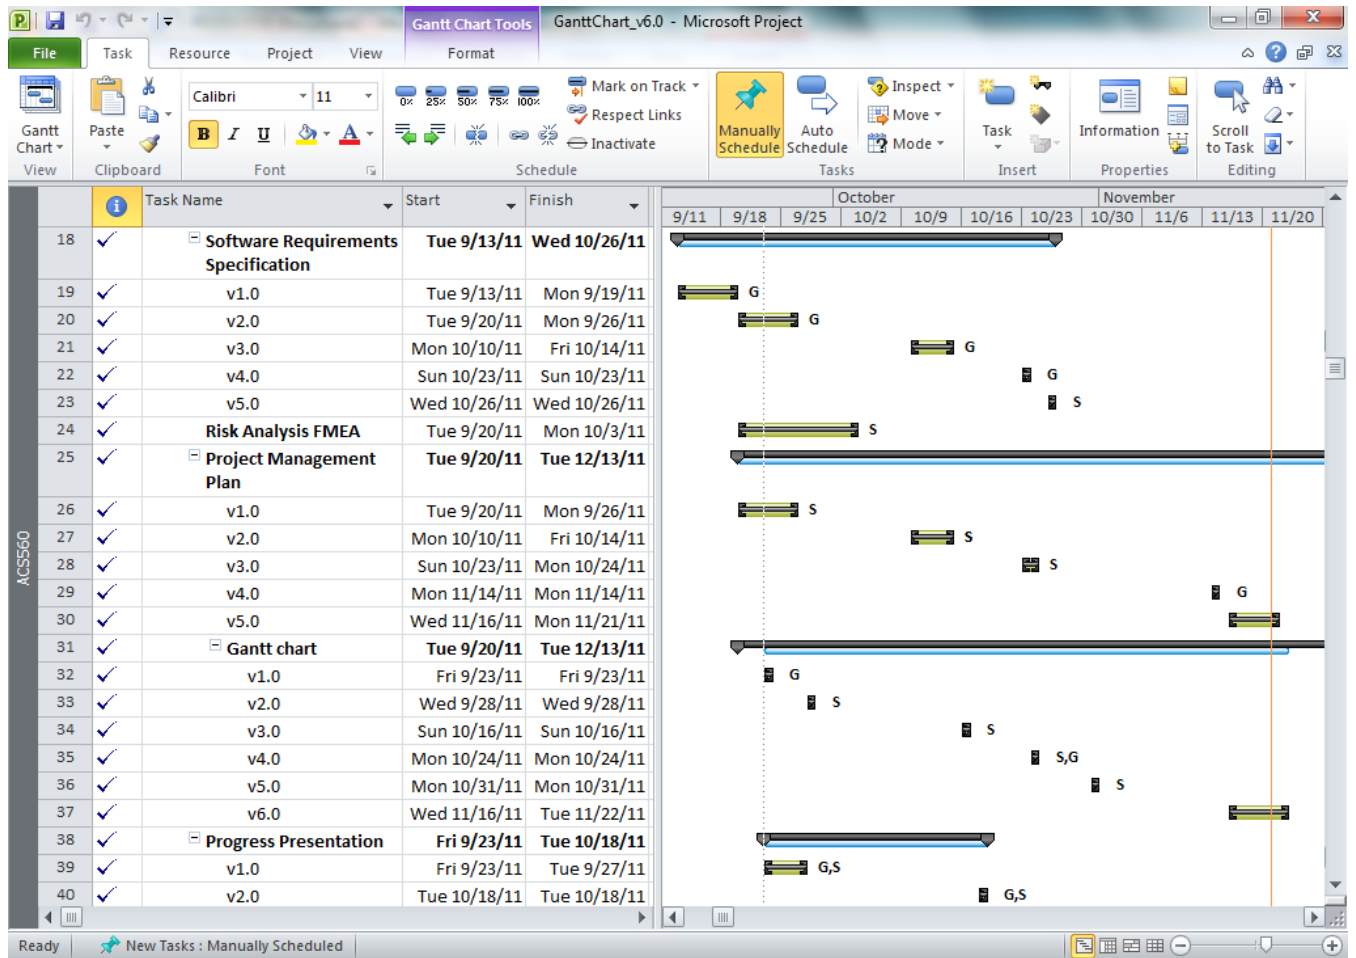 Gantt Chart Tools GanttChart_v6.0 - Microsoft Project
File Task Resource Project View Format
Calibri 11
0% 25% 50% 75% 100%
Mark on Track
Respect Links
Inactivate
Gantt Chart
Paste
B I U A
Manually Schedule
Auto Schedule
Inspect
Move
Mode
Task
Information
Scroll to Task
View Clipboard Font Schedule Tasks Insert Properties Editing
Task Name Start Finish October November
9/11 9/18 9/25 10/2 10/9 10/16 10/23 10/30 11/6 11/13 11/20
18 Software Requirements Tue 9/13/11 Wed 10/26/11
Specification
19 v1.0 Tue 9/13/11 Mon 9/19/11 G
20 v2.0 Tue 9/20/11 Mon 9/26/11 G
21 v3.0 Mon 10/10/11 Fri 10/14/11 G
22 v4.0 Sun 10/23/11 Sun 10/23/11 G
23 v5.0 Wed 10/26/11 Wed 10/26/11 S
24 Risk Analysis FMEA Tue 9/20/11 Mon 10/3/11 S
25 Project Management Tue 9/20/11 Tue 12/13/11
Plan
26 v1.0 Tue 9/20/11 Mon 9/26/11 S
27 v2.0 Mon 10/10/11 Fri 10/14/11 S
28 v3.0 Sun 10/23/11 Mon 10/24/11 S
29 v4.0 Mon 11/14/11 Mon 11/14/11 G
30 v5.0 Wed 11/16/11 Mon 11/21/11
31 Gantt chart Tue 9/20/11 Tue 12/13/11
32 v1.0 Fri 9/23/11 Fri 9/23/11 G
33 v2.0 Wed 9/28/11 Wed 9/28/11 S
34 v3.0 Sun 10/16/11 Sun 10/16/11 S
35 v4.0 Mon 10/24/11 Mon 10/24/11 S,G
36 v5.0 Mon 10/31/11 Mon 10/31/11 S
37 v6.0 Wed 11/16/11 Tue 11/22/11
38 Progress Presentation Fri 9/23/11 Tue 10/18/11
39 v1.0 Fri 9/23/11 Tue 9/27/11 G,S
40 v2.0 Tue 10/18/11 Tue 10/18/11 G,S
ACS560
Ready New Tasks : Manually Scheduled